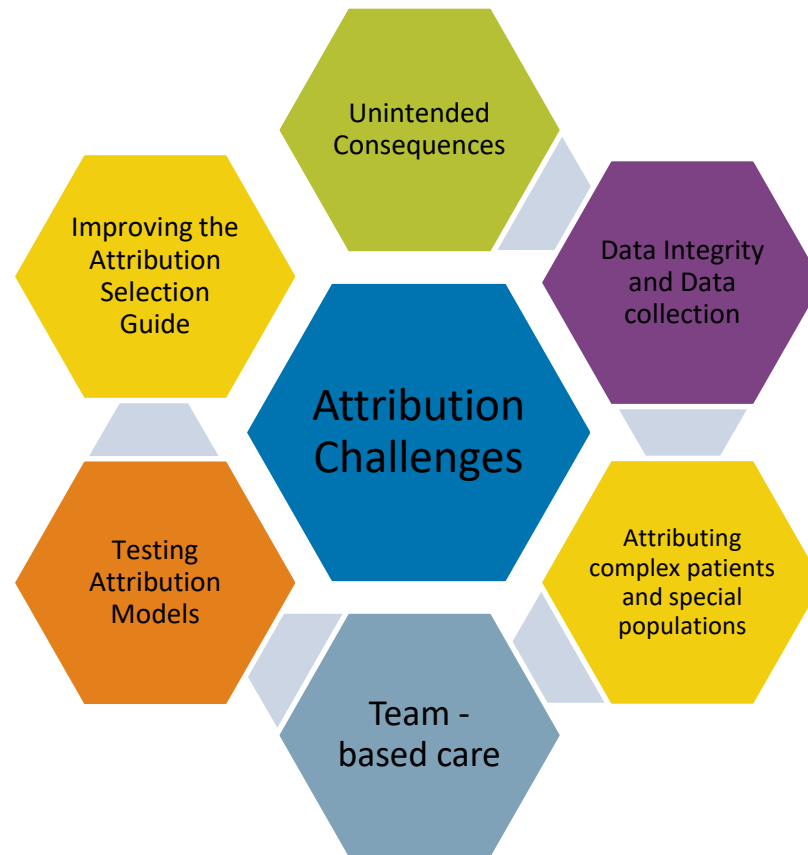 Unintended
Consequences
Improving the
Attribution
Selection
Guide
Data Integrity
and Data
collection
Attribution
Challenges
Testing
Attribution
Models
Attributing
complex patients
and special
populations
Team -
based care